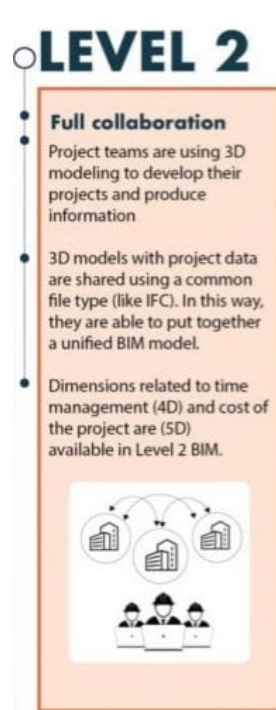 LEVEL 2
Full collaboration
Project teams are using 3D
modeling to develop their
projects and produce
information
3D models with project data
are shared using a common
file type (like IFC). In this way,
they are able to put together
a unified BIM model.
Dimensions related to time
management (4D) and cost of
the project are (5D)
available in Level 2 BIM.